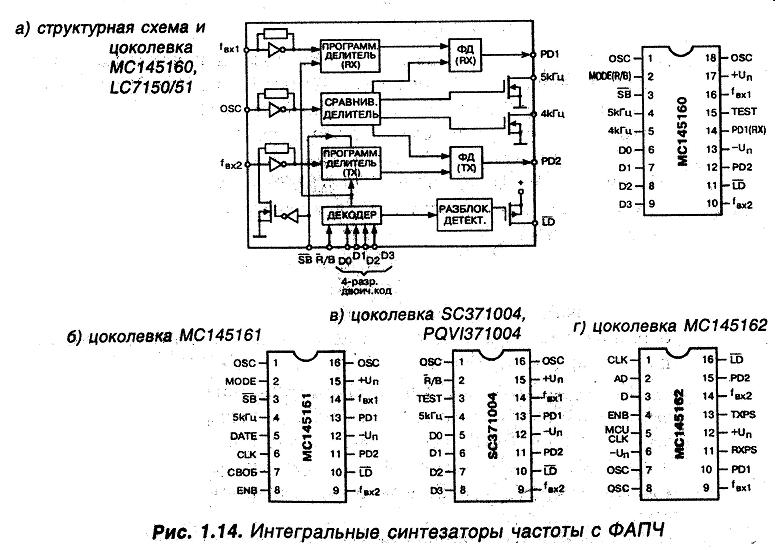 а) структурная схема и
цоколевка
MC145160,
LC7150/51
fвх1
ПРОГРАММ.
ДЕЛИТЕЛЬ
(RX)
ФД
(RX)
PD1
5кГц
OSC
СРАВНИВ.
ДЕЛИТЕЛЬ
4кГц
fвх2
ПРОГРАММ.
ДЕЛИТЕЛЬ
(TX)
ФД
(TX)
PD2
+
ДЕКОДЕР
РАЗБЛОК.
ДЕТЕКТ.
LD
SB R/B D0 D1 D2 D3
4-разр.
двоич.код
OSC 1 18 OSC
MODE(R/B) 2 17 +Uп
SB 3 16 fвх1
5кГц 4 15 TEST
4кГц 5 14 PD1(RX)
D0 6 13 -Uп
D1 7 12 PD2
D2 8 11 LD
D3 9 10 fвх2
MC145160
б) цоколевка MC145161
OSC 1 16 OSC
MODE 2 15 +Uп
SB 3 14 fвх1
5кГц 4 13 PD1
DATE 5 12 -Uп
CLK 6 11 PD2
СВОБ 7 10 LD
ENB 8 9 fвх2
MC145161
в) цоколевка SC371004,
PQVI371004
OSC 1 16 OSC
R/B 2 15 +Uп
TEST 3 14 fвх1
5кГц 4 13 PD1
D0 5 12 -Uп
D1 6 11 PD2
D2 7 10 LD
D3 8 9 fвх2
SC371004
г) цоколевка MC145162
CLK 1 16 LD
AD 2 15 PD2
D 3 14 fвх2
ENB 4 13 TXPS
MCU
CLK 5 12 +Uп
-Uп 6 11 RXPS
OSC 7 10 PD1
OSC 8 9 fвх1
MC145162
Рис. 1.14. Интегральные синтезаторы частоты с ФАПЧ